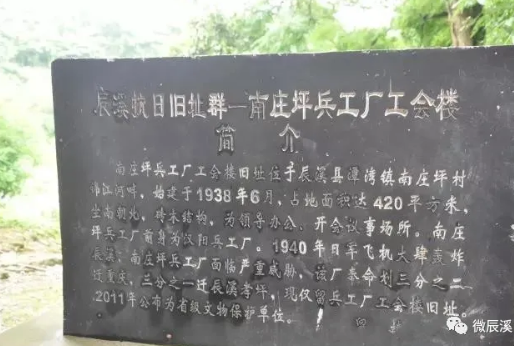 辰溪抗日旧址群—南庄坪兵工厂工会楼
简 介
南庄坪兵工厂工会楼旧址位于辰溪县潭湾镇南庄坪村
沛江河畔，始建于1938年6月，占地面积达420平方米，
坐南朝北，砖木结构，为领导办公、开会议事场所。南庄
坪兵工厂前身为汉阳兵工厂。1940年日军飞机大肆轰炸
辰溪，南庄坪兵工厂面临严重威胁，该厂奉命划三分之二
迁重庆，三分之一迁辰溪孝坪，现仅留兵工厂工会楼旧址。
2011年公布为省级文物保护单位。
微辰溪